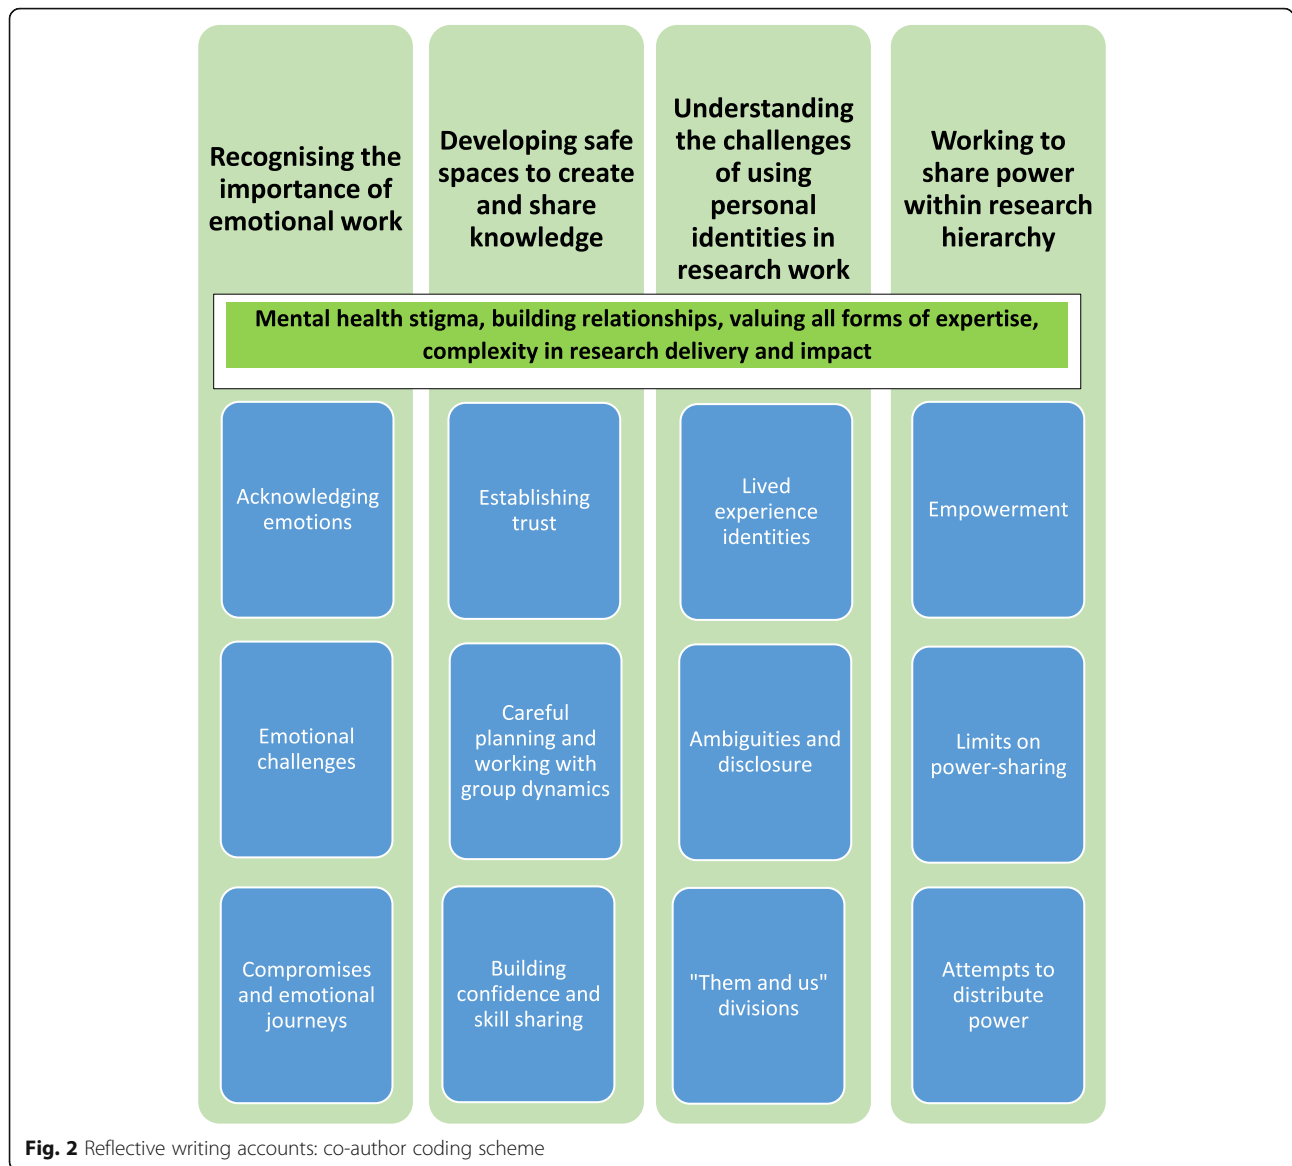 Recognising the
importance of
emotional work
Developing safe
spaces to create
and share
knowledge
Understanding
the challenges
of using
personal
identities in
research work
Working to
share power
within research
hierarchy
Mental health stigma, building relationships, valuing all forms of expertise,
complexity in research delivery and impact
Acknowledging
emotions
Establishing
trust
Lived
experience
identities
Empowerment
Emotional
challenges
Careful
planning and
working with
group dynamics
Ambiguities and
disclosure
Limits on
power-sharing
Compromises
and emotional
journeys
Building
confidence and
skill sharing
"Them and us"
divisions
Attempts to
distribute
power
Fig. 2 Reflective writing accounts: co-author coding scheme